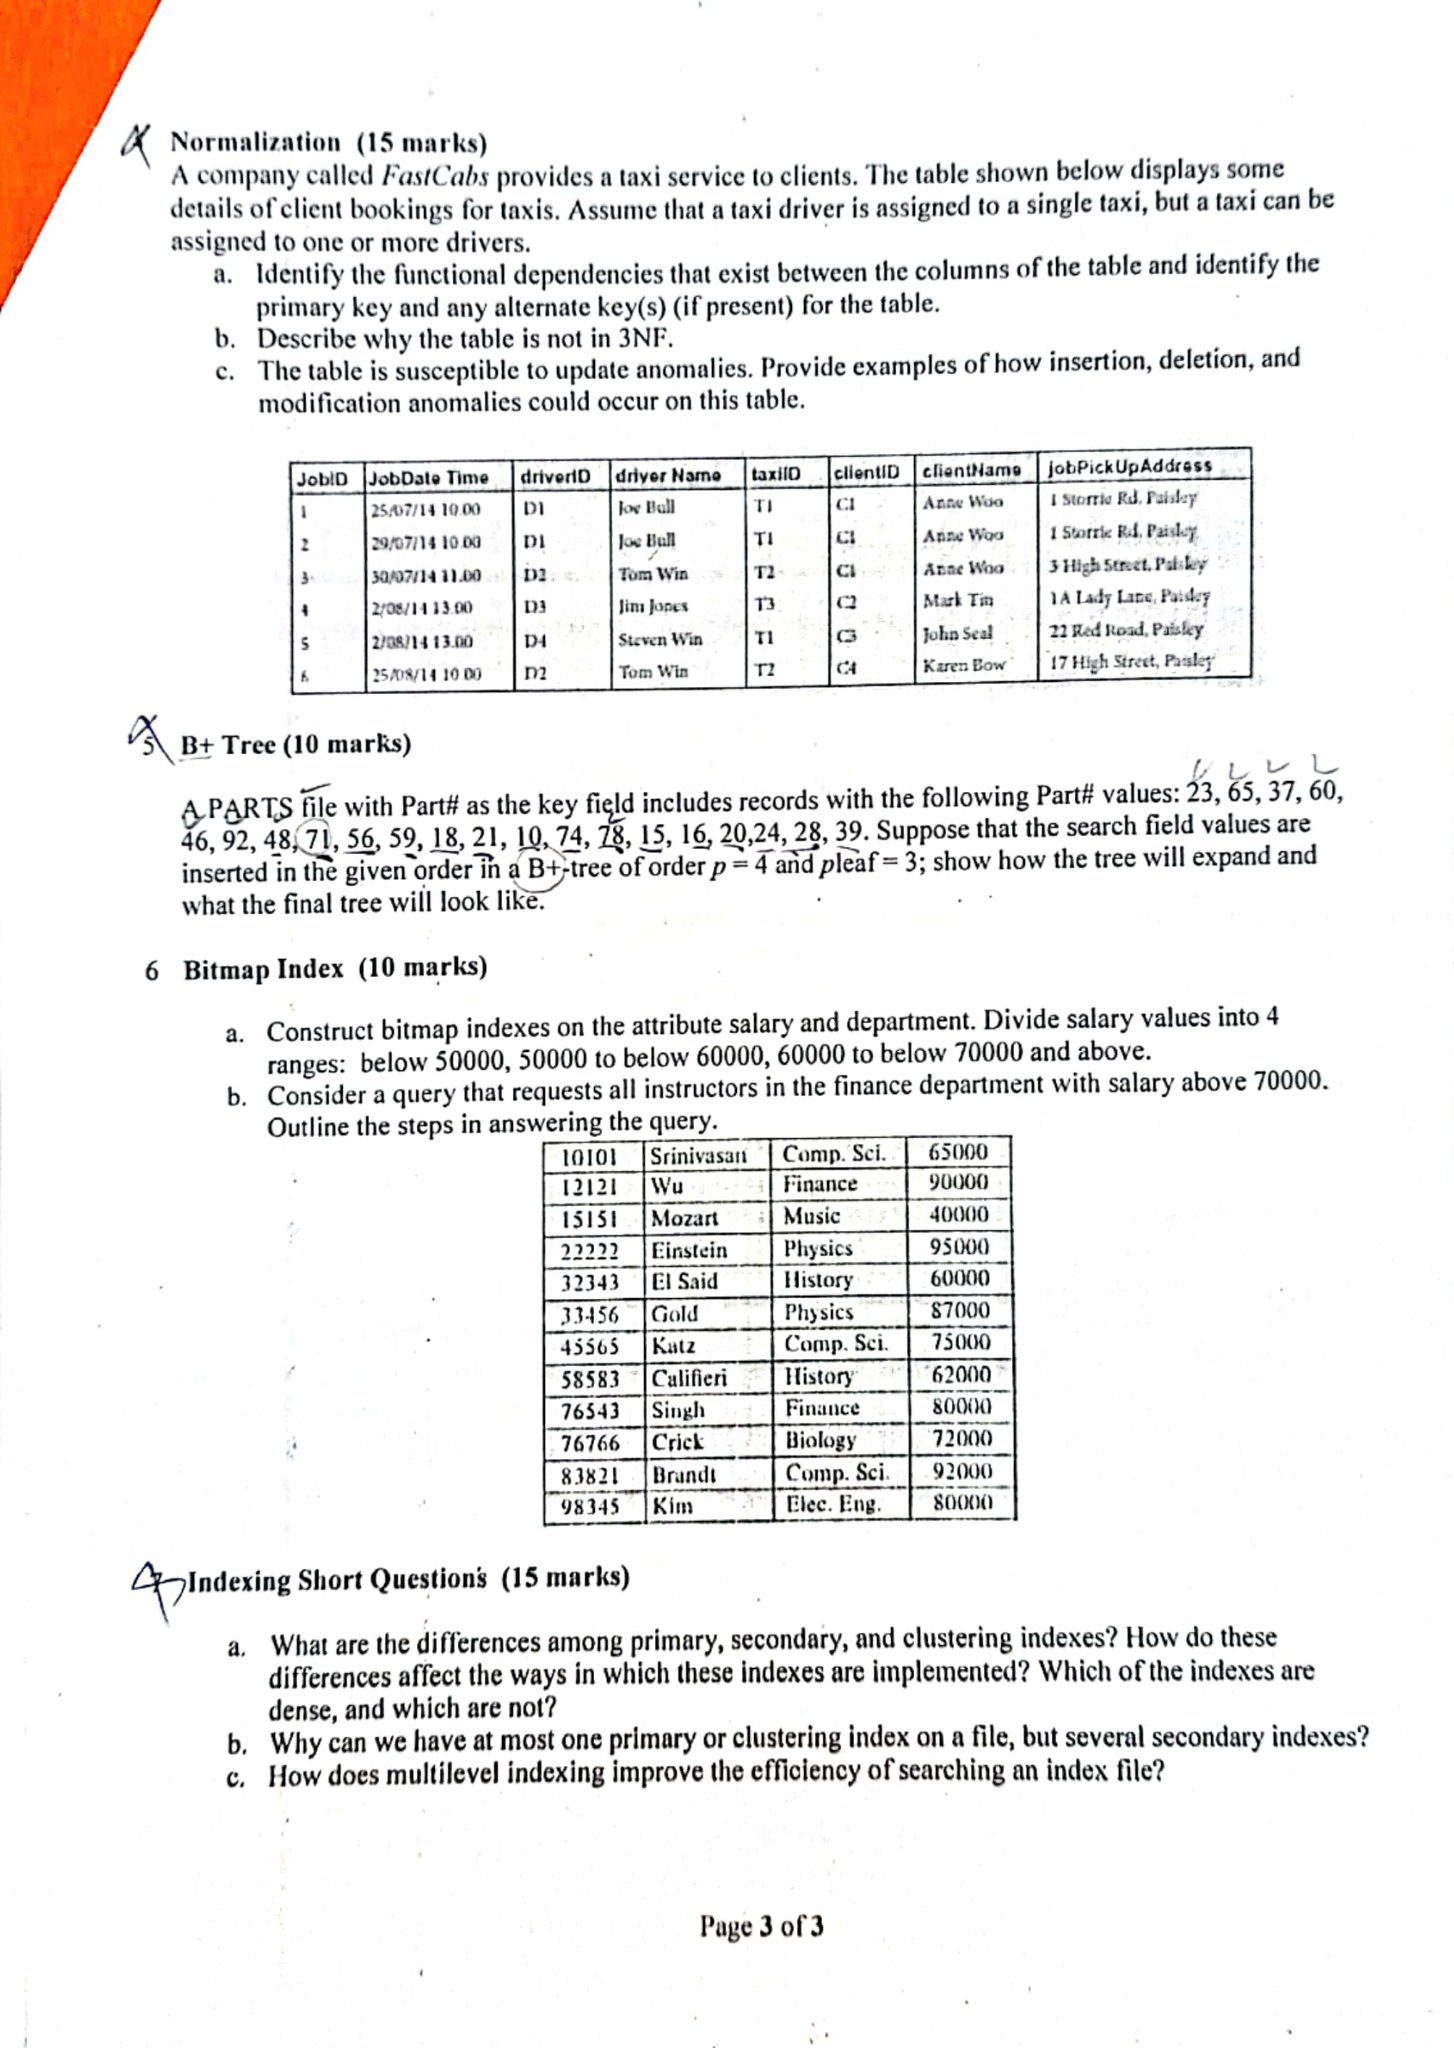 Normalization (15 marks)
A company called FastCabs provides a taxi service to clients. The table shown below displays some
details of client bookings for taxis. Assume that a taxi driver is assigned to a single taxi, but a taxi can be
assigned to one or more drivers.
a. Identify the functional dependencies that exist between the columns of the table and identify the
primary key and any alternate key(s) (if present) for the table.
b. Describe why the table is not in 3NF.
c. The table is susceptible to update anomalies. Provide examples of how insertion, deletion, and
modification anomalies could occur on this table.
JobID JobDate Time driverID driver Name taxiID clientID clientName jobPickUpAddress
1 25/07/14 10.00 D1 Joe Bull T1 C1 Anne Woo 1 Storrie Rd, Paisley
2 29/07/14 10.00 D1 Joe Bull T1 C1 Anne Woo 1 Storrie Rd, Paisley
3 30/07/14 11.00 D2 Tom Win T2 C1 Anne Woo 3 High Street, Paisley
4 2/08/14 13.00 D3 Jim Jones T3 C2 Mark Tin 1A Lady Lane, Paisley
5 2/08/14 13.00 D4 Steven Win T1 C3 John Seal 22 Red Road, Paisley
6 25/08/14 10.00 D2 Tom Win T2 C4 Karen Bow 17 High Street, Paisley
5 B+ Tree (10 marks)
A PARTS file with Part# as the key field includes records with the following Part# values: 23, 65, 37, 60,
46, 92, 48, 71, 56, 59, 18, 21, 10, 74, 78, 15, 16, 20,24, 28, 39. Suppose that the search field values are
inserted in the given order in a B+-tree of order p = 4 and pleaf = 3; show how the tree will expand and
what the final tree will look like.
6 Bitmap Index (10 marks)
a. Construct bitmap indexes on the attribute salary and department. Divide salary values into 4
ranges: below 50000, 50000 to below 60000, 60000 to below 70000 and above.
b. Consider a query that requests all instructors in the finance department with salary above 70000.
Outline the steps in answering the query.
10101 Srinivasan Comp. Sci. 65000
12121 Wu Finance 90000
15151 Mozart Music 40000
22222 Einstein Physics 95000
32343 El Said History 60000
33456 Gold Physics 87000
45565 Katz Comp. Sci. 75000
58583 Califieri History 62000
76543 Singh Finance 80000
76766 Crick Biology 72000
83821 Brandt Comp. Sci. 92000
98345 Kim Elec. Eng. 80000
7 Indexing Short Questions (15 marks)
a. What are the differences among primary, secondary, and clustering indexes? How do these
differences affect the ways in which these indexes are implemented? Which of the indexes are
dense, and which are not?
b. Why can we have at most one primary or clustering index on a file, but several secondary indexes?
c. How does multilevel indexing improve the efficiency of searching an index file?
Page 3 of 3